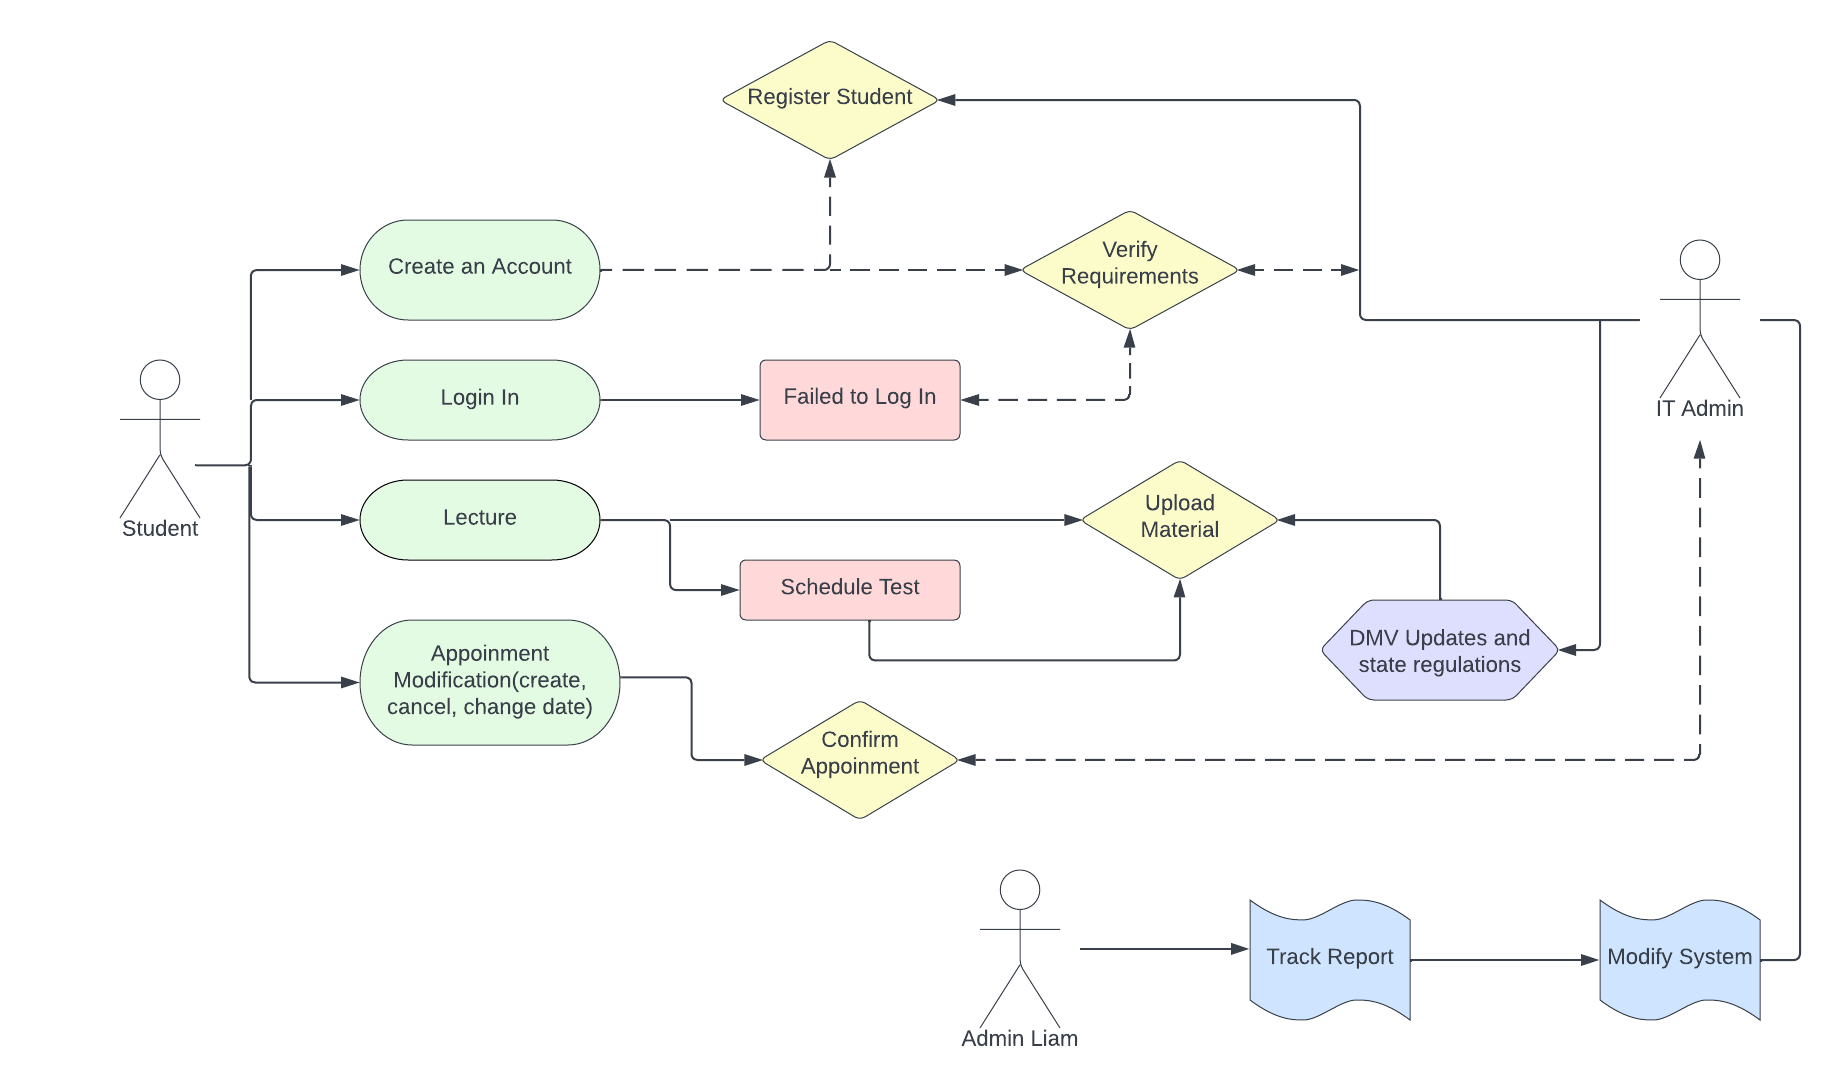 Register Student
Create an Account
Verify
Requirements
Login In
Failed to Log In
IT Admin
Student
Lecture
Upload
Material
Schedule Test
DMV Updates and
state regulations
Appoinment
Modification(create,
cancel, change date)
Confirm
Appoinment
Track Report
Modify System
Admin Liam